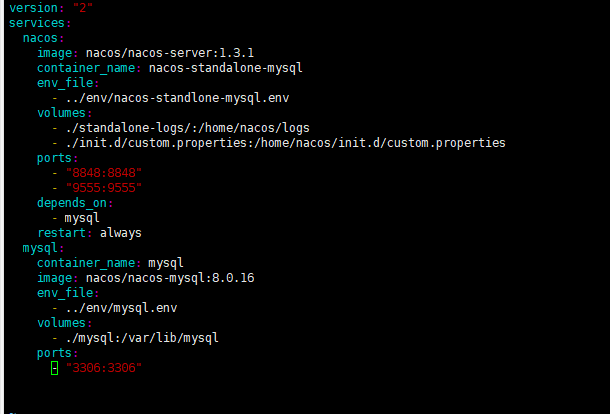 version: "2"
services:
  nacos:
    image: nacos/nacos-server:1.3.1
    container_name: nacos-standalone-mysql
    env_file:
      - ../env/nacos-standlone-mysql.env
    volumes:
      - ./standalone-logs/:/home/nacos/logs
      - ./init.d/custom.properties:/home/nacos/init.d/custom.properties
    ports:
      - "8848:8848"
      - "9555:9555"
    depends_on:
      - mysql
    restart: always
  mysql:
    container_name: mysql
    image: nacos/nacos-mysql:8.0.16
    env_file:
      - ../env/mysql.env
    volumes:
      - ./mysql:/var/lib/mysql
    ports:
      - "3306:3306"